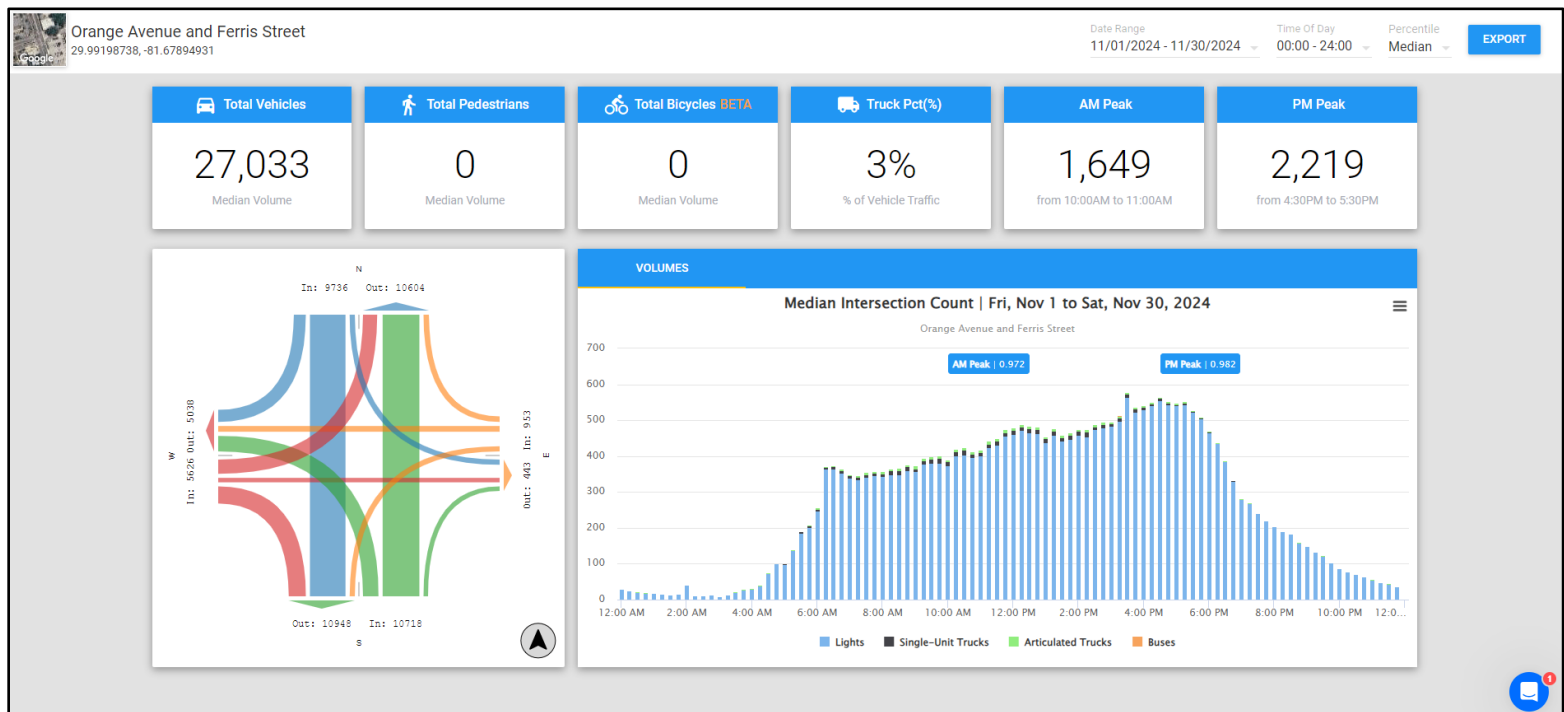 Google
Orange Avenue and Ferris Street
29.99198738, -81.67894931
Date Range
11/01/2024 - 11/30/2024
Time Of Day
00:00 - 24:00
Percentile
Median
EXPORT
Total Vehicles
27,033
Median Volume
Total Pedestrians
0
Median Volume
Total Bicycles BETA
0
Median Volume
Truck Pct(%)
3%
% of Vehicle Traffic
AM Peak
1,649
from 10:00AM to 11:00AM
PM Peak
2,219
from 4:30PM to 5:30PM
N
In: 9736 Out: 10604
W
In: 5626 Out: 5038
Out: 443 In: 953
E
Out: 10948 In: 10718
S
VOLUMES
Median Intersection Count | Fri, Nov 1 to Sat, Nov 30, 2024
Orange Avenue and Ferris Street
AM Peak | 0.972
PM Peak | 0.982
700
600
500
400
300
200
100
0
12:00 AM 2:00 AM 4:00 AM 6:00 AM 8:00 AM 10:00 AM 12:00 PM 2:00 PM 4:00 PM 6:00 PM 8:00 PM 10:00 PM 12:0...
Lights Single-Unit Trucks Articulated Trucks Buses
1